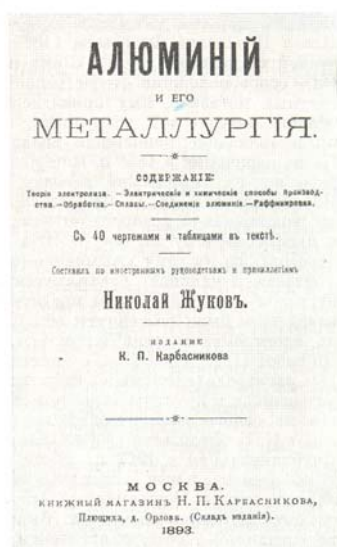 АЛЮМИНІЙ
И ЕГО
МЕТАЛЛУРГІЯ.
СОДЕРЖАНІЕ:
Теорія электролиза. — Электрическіе и химическіе способы производ-
ства. — Обработка. — Сплавы. — Соединенія алюминія. — Раффинировка.
Съ 40 чертежами и таблицами въ текстѣ.
Составилъ по иностраннымъ руководствамъ и привиллегіямъ
Николай Жуковъ.
ИЗДАНІЕ
К. П. Карбасникова
МОСКВА.
КНИЖНЫЙ МАГАЗИНЪ Н. П. КАРБАСНИКОВА,
Плющиха, д. Орлова. (Складъ изданія).
1893.